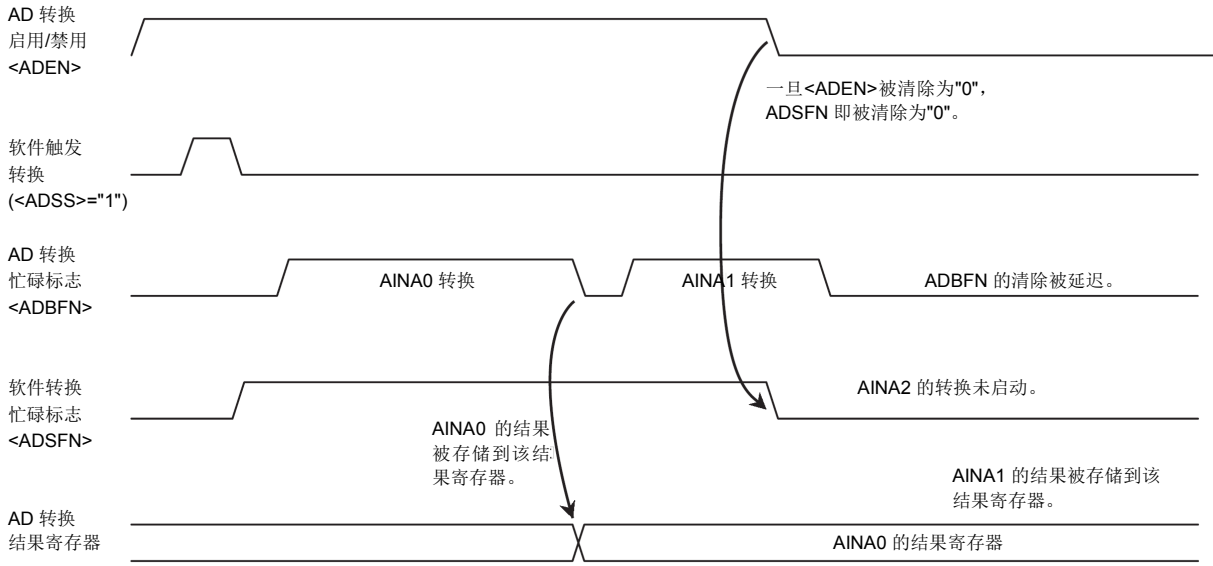 AD 转换
启用/禁用
<ADEN>
一旦<ADEN>被清除为"0"，
ADSFN 即被清除为"0"。
软件触发
转换
(<ADSS>="1")
AD 转换
忙碌标志
<ADBFN>
AINA0 转换
AINA1 转换
ADBFN 的清除被延迟。
软件转换
忙碌标志
<ADSFN>
AINA2 的转换未启动。
AINA0 的结果
被存储到该结
果寄存器。
AINA1 的结果被存储到该
结果寄存器。
AD 转换
结果寄存器
AINA0 的结果寄存器